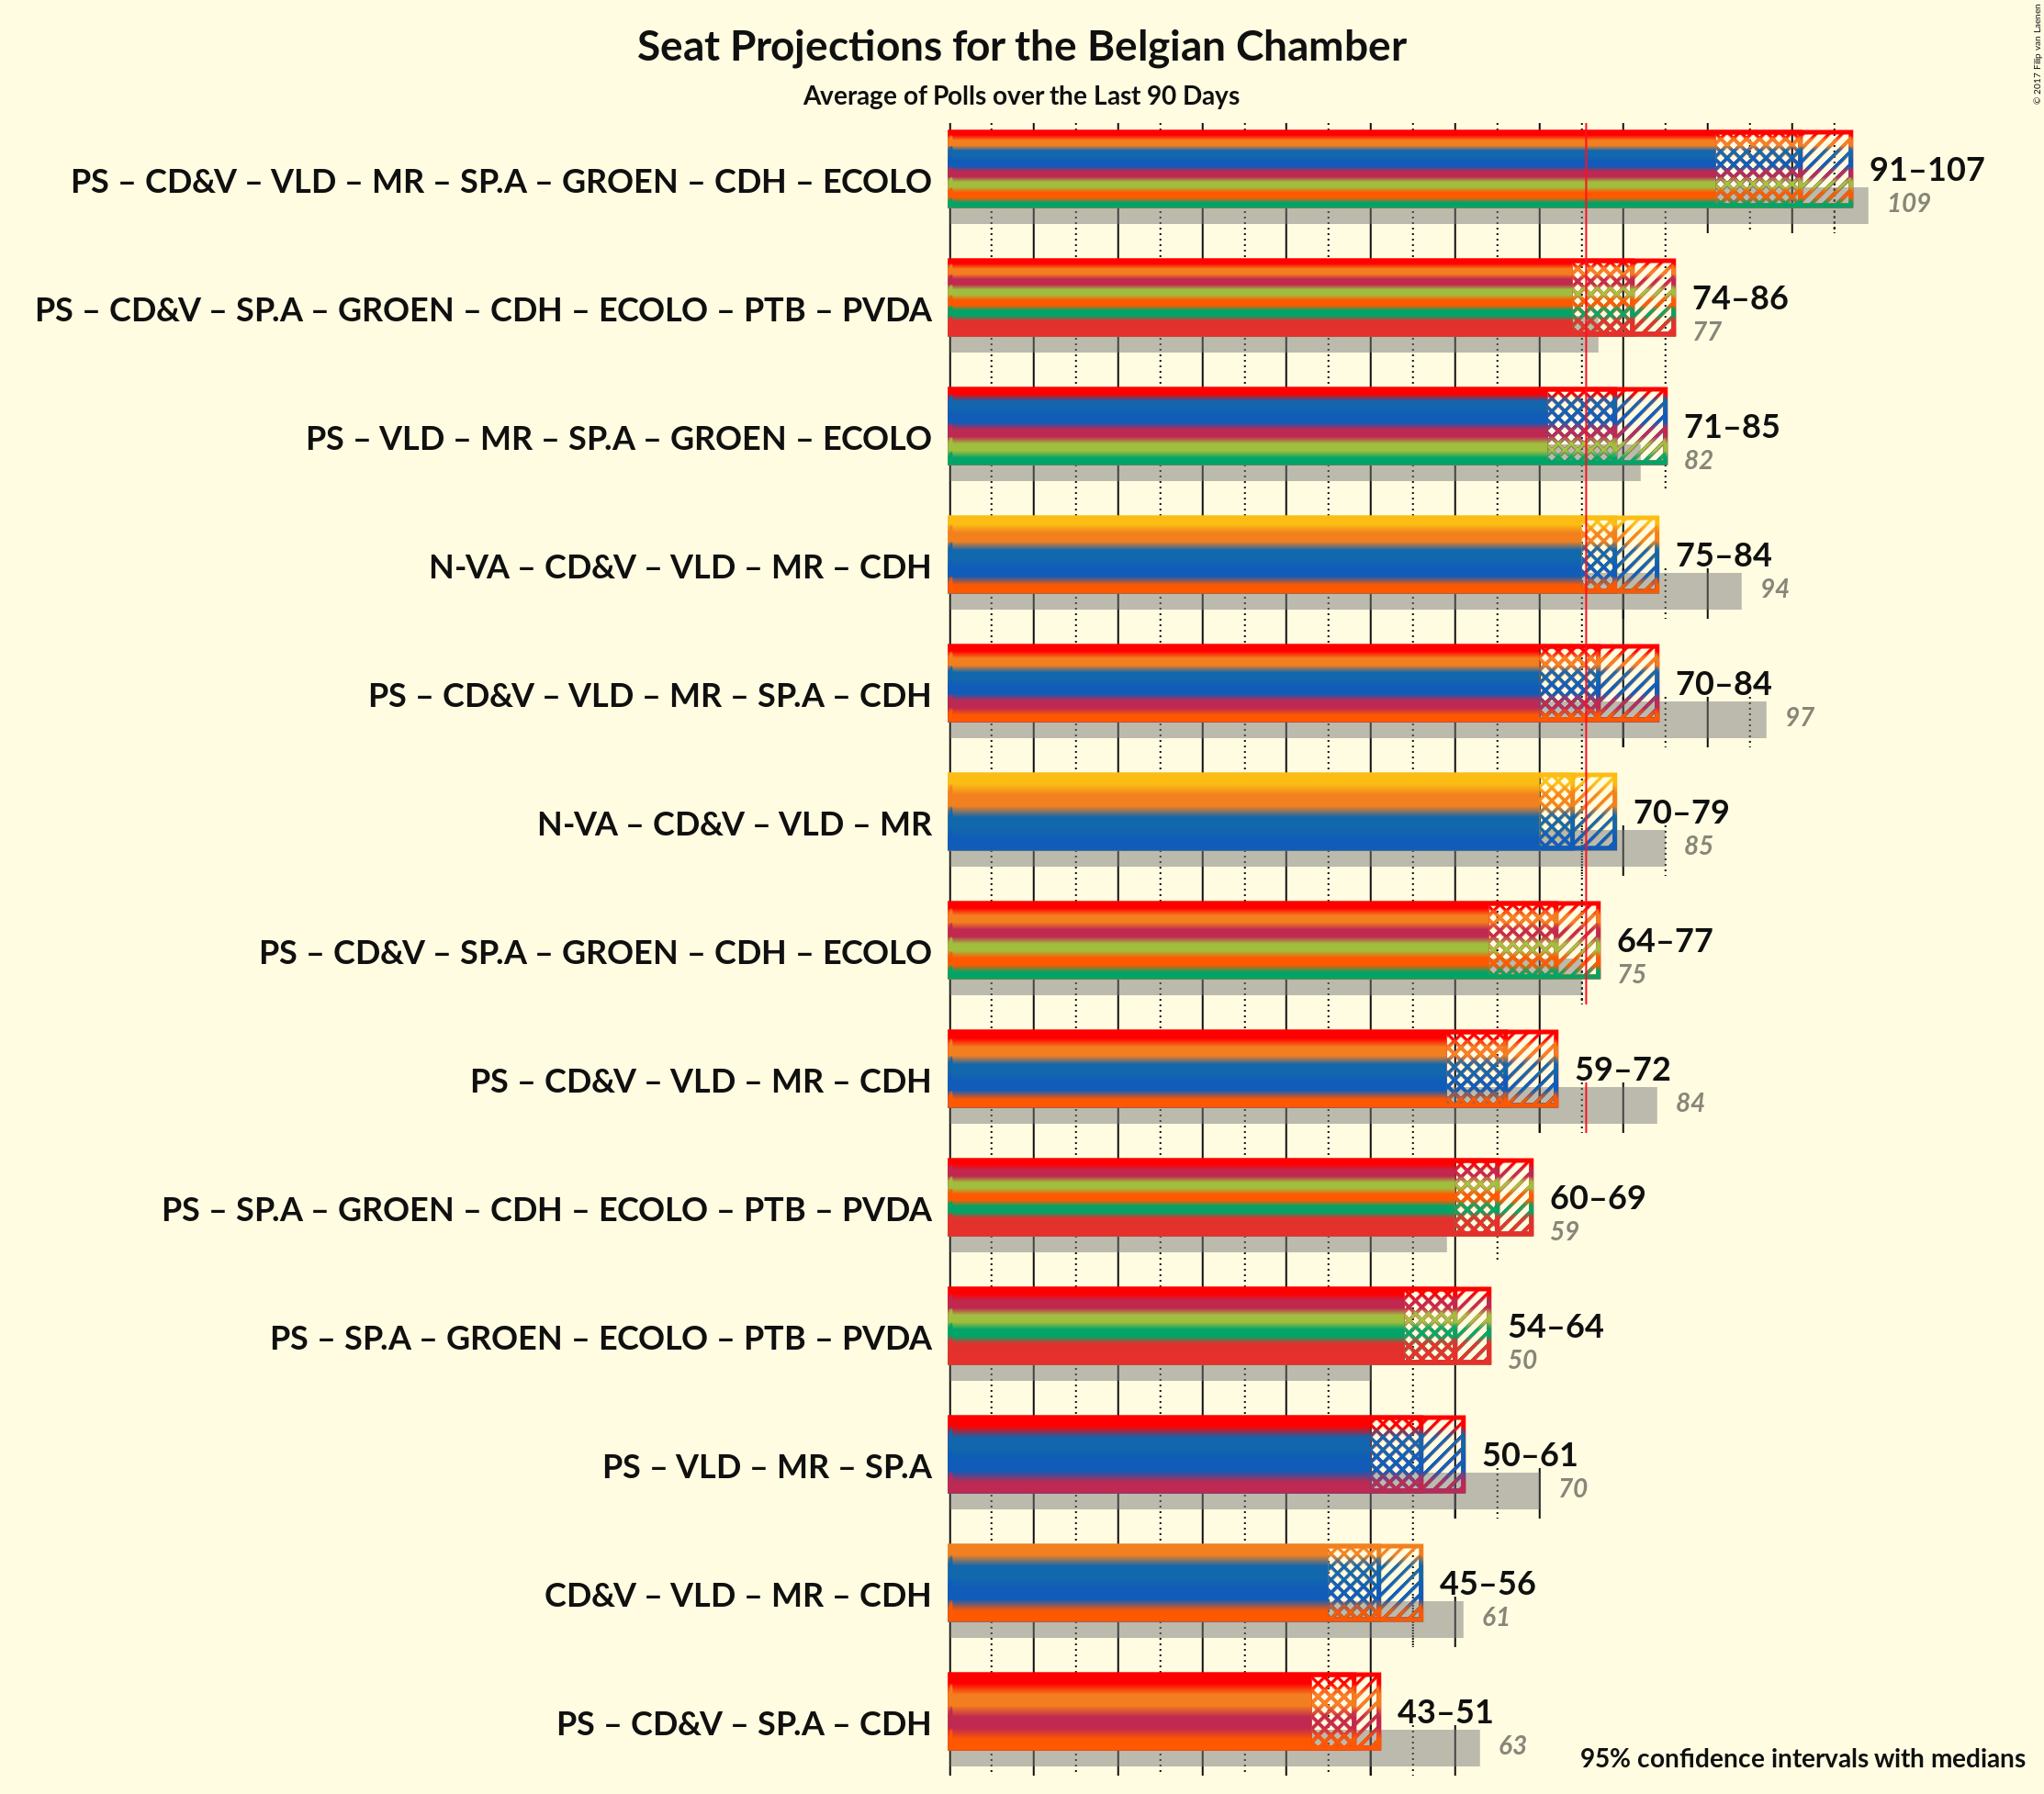 Seat Projections for the Belgian Chamber
Average of Polls over the Last 90 Days
© 2017 Filip van Laenen
PS – CD&V – VLD – MR – SP.A – GROEN – CDH – ECOLO
91–107
109
PS – CD&V – SP.A – GROEN – CDH – ECOLO – PTB – PVDA
74–86
77
PS – VLD – MR – SP.A – GROEN – ECOLO
71–85
82
N-VA – CD&V – VLD – MR – CDH
75–84
94
PS – CD&V – VLD – MR – SP.A – CDH
70–84
97
N-VA – CD&V – VLD – MR
70–79
85
PS – CD&V – SP.A – GROEN – CDH – ECOLO
64–77
75
PS – CD&V – VLD – MR – CDH
59–72
84
PS – SP.A – GROEN – CDH – ECOLO – PTB – PVDA
60–69
59
PS – SP.A – GROEN – ECOLO – PTB – PVDA
54–64
50
PS – VLD – MR – SP.A
50–61
70
CD&V – VLD – MR – CDH
45–56
61
PS – CD&V – SP.A – CDH
43–51
63
95% confidence intervals with medians